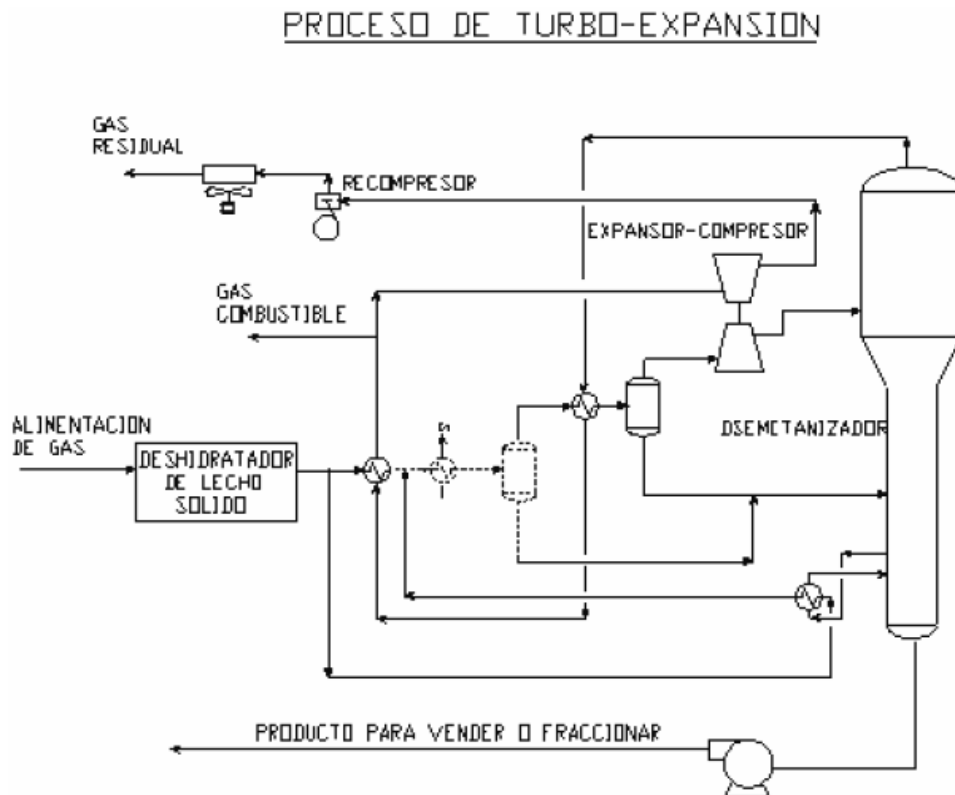 PROCESO DE TURBO-EXPANSION
GAS
RESIDUAL
RECOMPRESOR
EXPANSOR-COMPRESOR
GAS
COMBUSTIBLE
ALINENTACION
DE GAS
DESHIDRATADOR
DE LECHO
SOLIDO
DSEMETANIZADOR
PRODUCTO PARA VENDER O FRACCIONAR